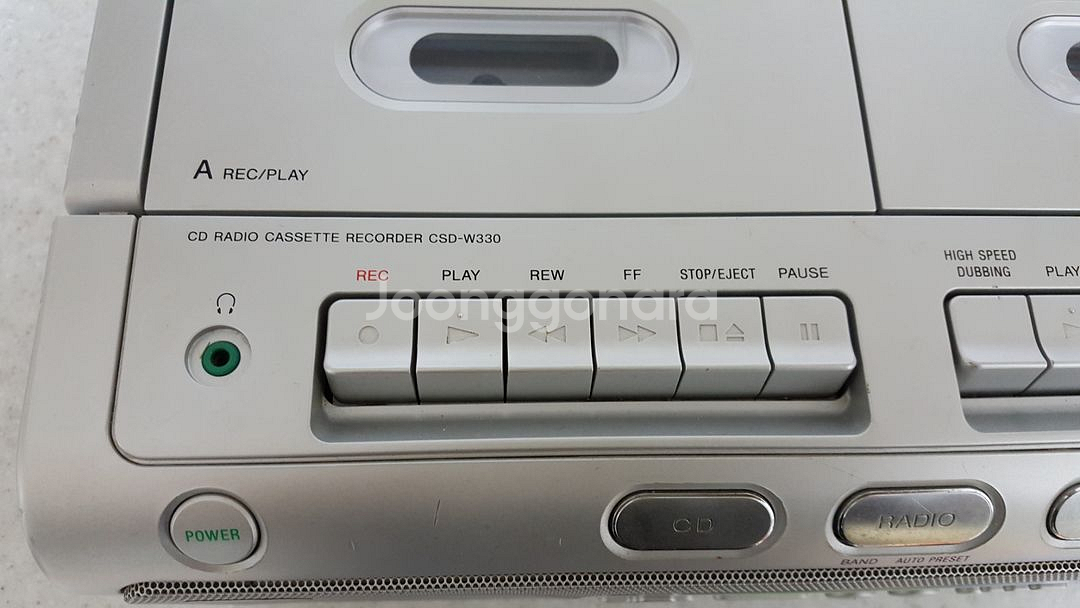 A REC/PLAY
CD RADIO CASSETTE RECORDER CSD-W330
REC PLAY REW FF STOP/EJECT PAUSE
HIGH SPEED
DUBBING
PLAY
Joonggonara
POWER
CD
RADIO
BAND AUTO PRESET